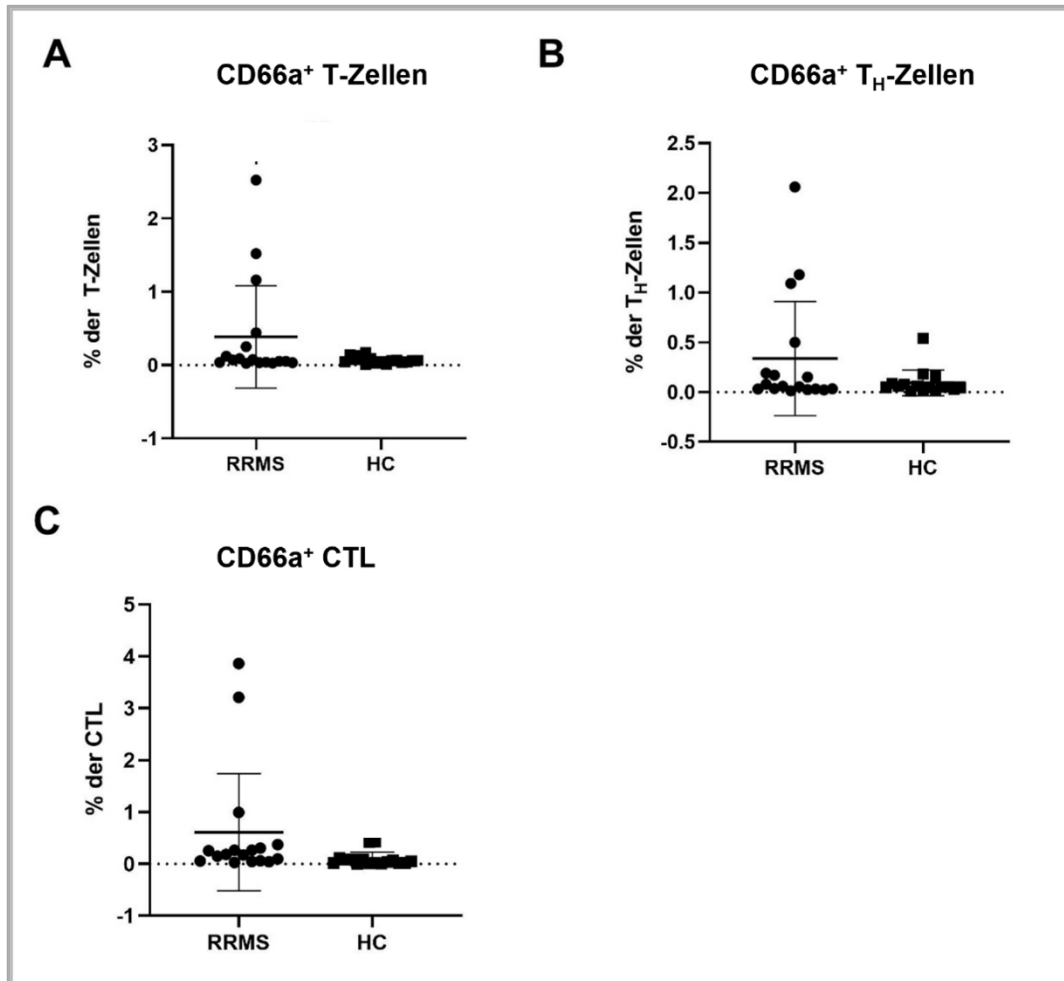 A
CD66a⁺ T-Zellen
% der T-Zellen
3
2
1
0
-1
RRMS
HC
B
CD66a⁺ T_H-Zellen
% der T_H-Zellen
2.5
2.0
1.5
1.0
0.5
0.0
-0.5
RRMS
HC
C
CD66a⁺ CTL
% der CTL
5
4
3
2
1
0
-1
RRMS
HC